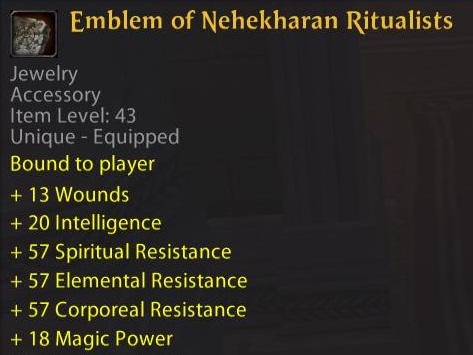 Emblem of Nehekharan Ritualists
Jewelry
Accessory
Item Level: 43
Unique - Equipped
Bound to player
+ 13 Wounds
+ 20 Intelligence
+ 57 Spiritual Resistance
+ 57 Elemental Resistance
+ 57 Corporeal Resistance
+ 18 Magic Power